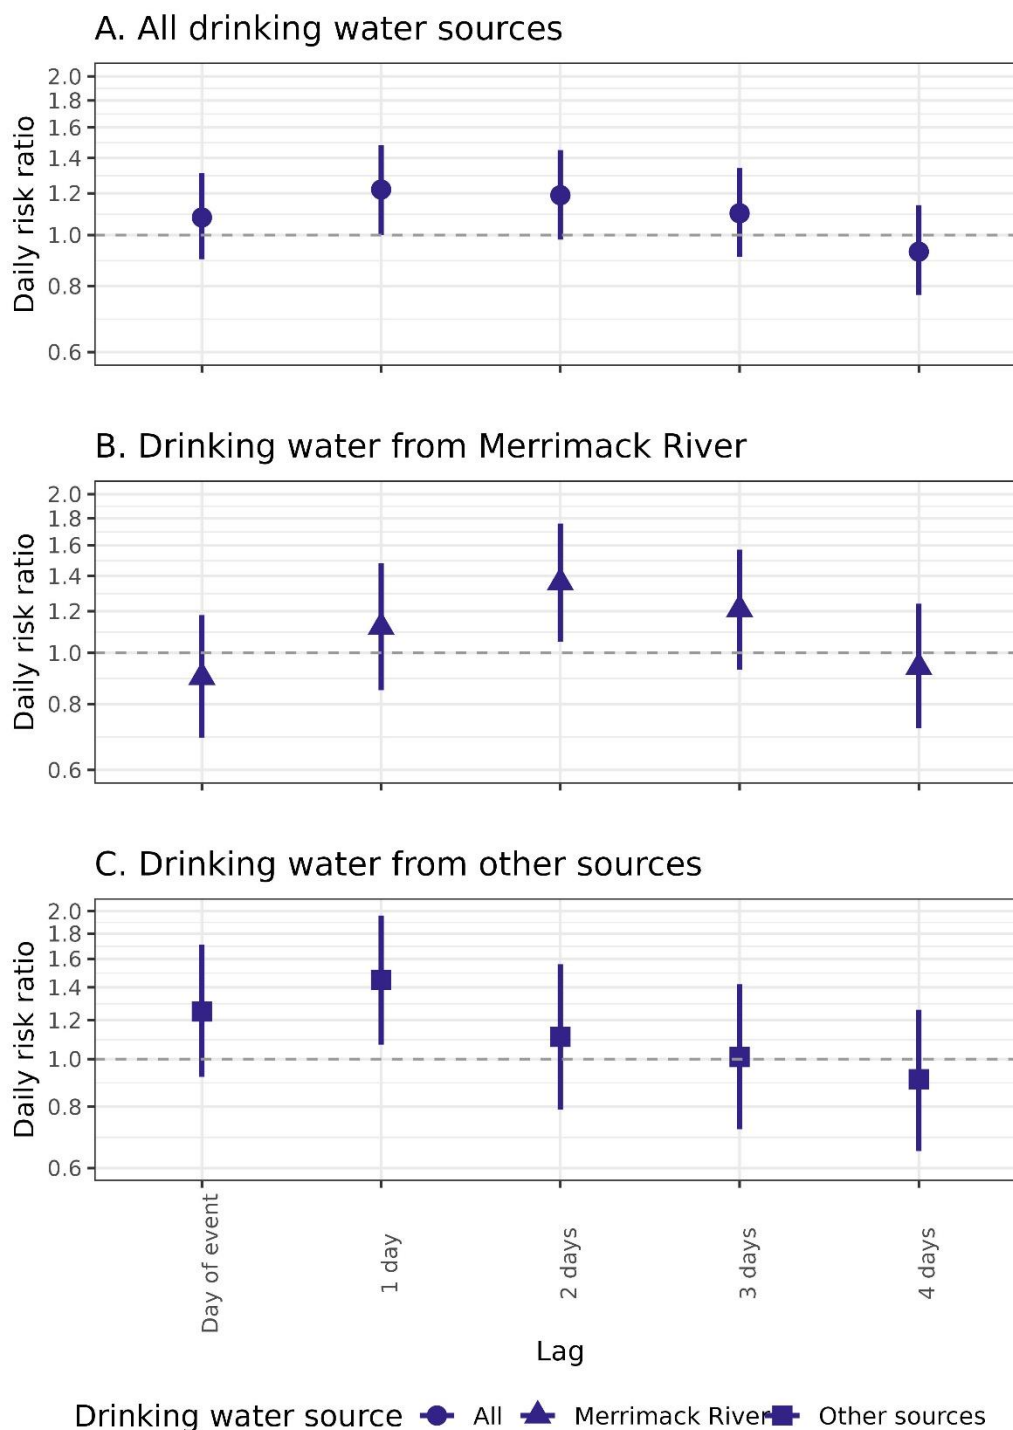 A. All drinking water sources
Daily risk ratio
2.0
1.8
1.6
1.4
1.2
1.0
0.8
0.6
B. Drinking water from Merrimack River
Daily risk ratio
2.0
1.8
1.6
1.4
1.2
1.0
0.8
0.6
C. Drinking water from other sources
Daily risk ratio
2.0
1.8
1.6
1.4
1.2
1.0
0.8
0.6
Day of event
1 day
2 days
3 days
4 days
Lag
Drinking water source All Merrimack River Other sources